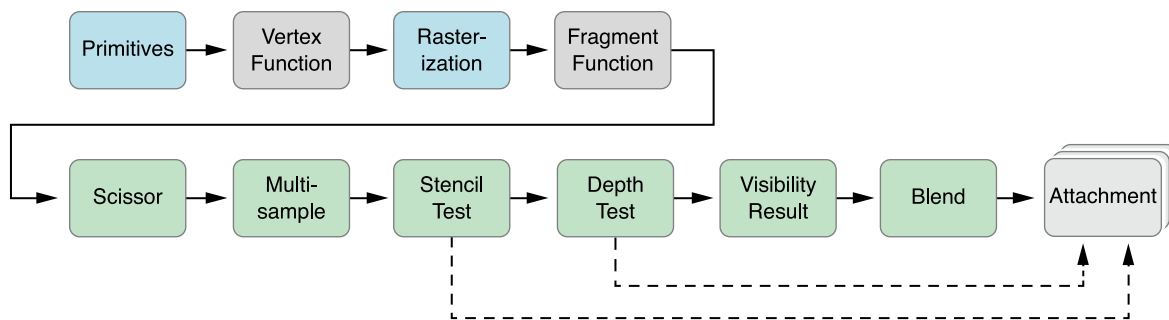 Primitives
Vertex
Function
Raster-
ization
Fragment
Function
Scissor
Multi-
sample
Stencil
Test
Depth
Test
Visibility
Result
Blend
Attachment